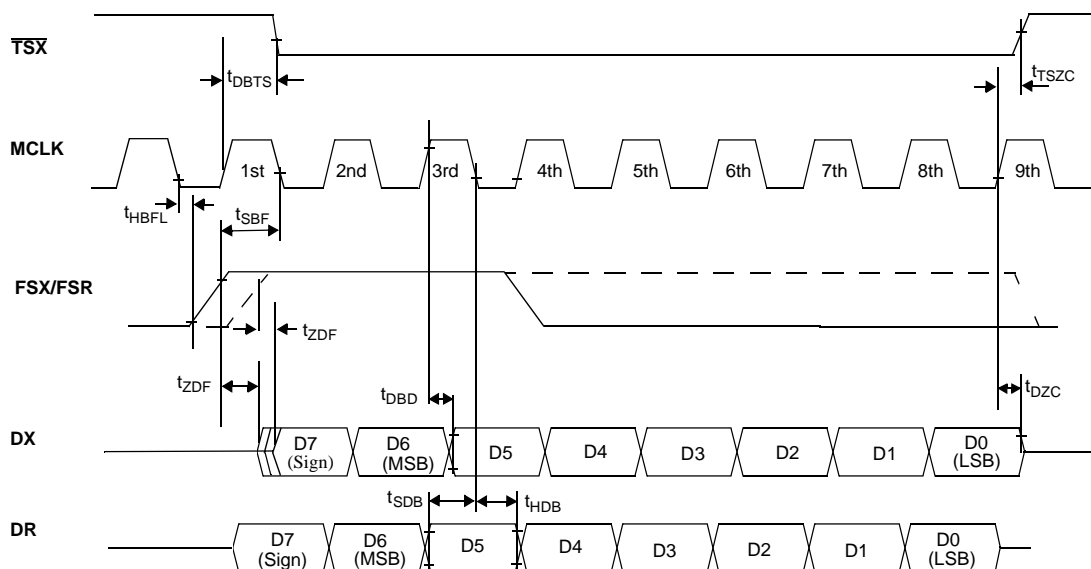 TSX
tDBTS
tTSZC
MCLK
1st 2nd 3rd 4th 5th 6th 7th 8th 9th
tHBFL
tSBF
FSX/FSR
tZDF
tZDF
tDBD
tDZC
DX
D7 (Sign) D6 (MSB) D5 D4 D3 D2 D1 D0 (LSB)
tSDB
tHDB
DR
D7 (Sign) D6 (MSB) D5 D4 D3 D2 D1 D0 (LSB)